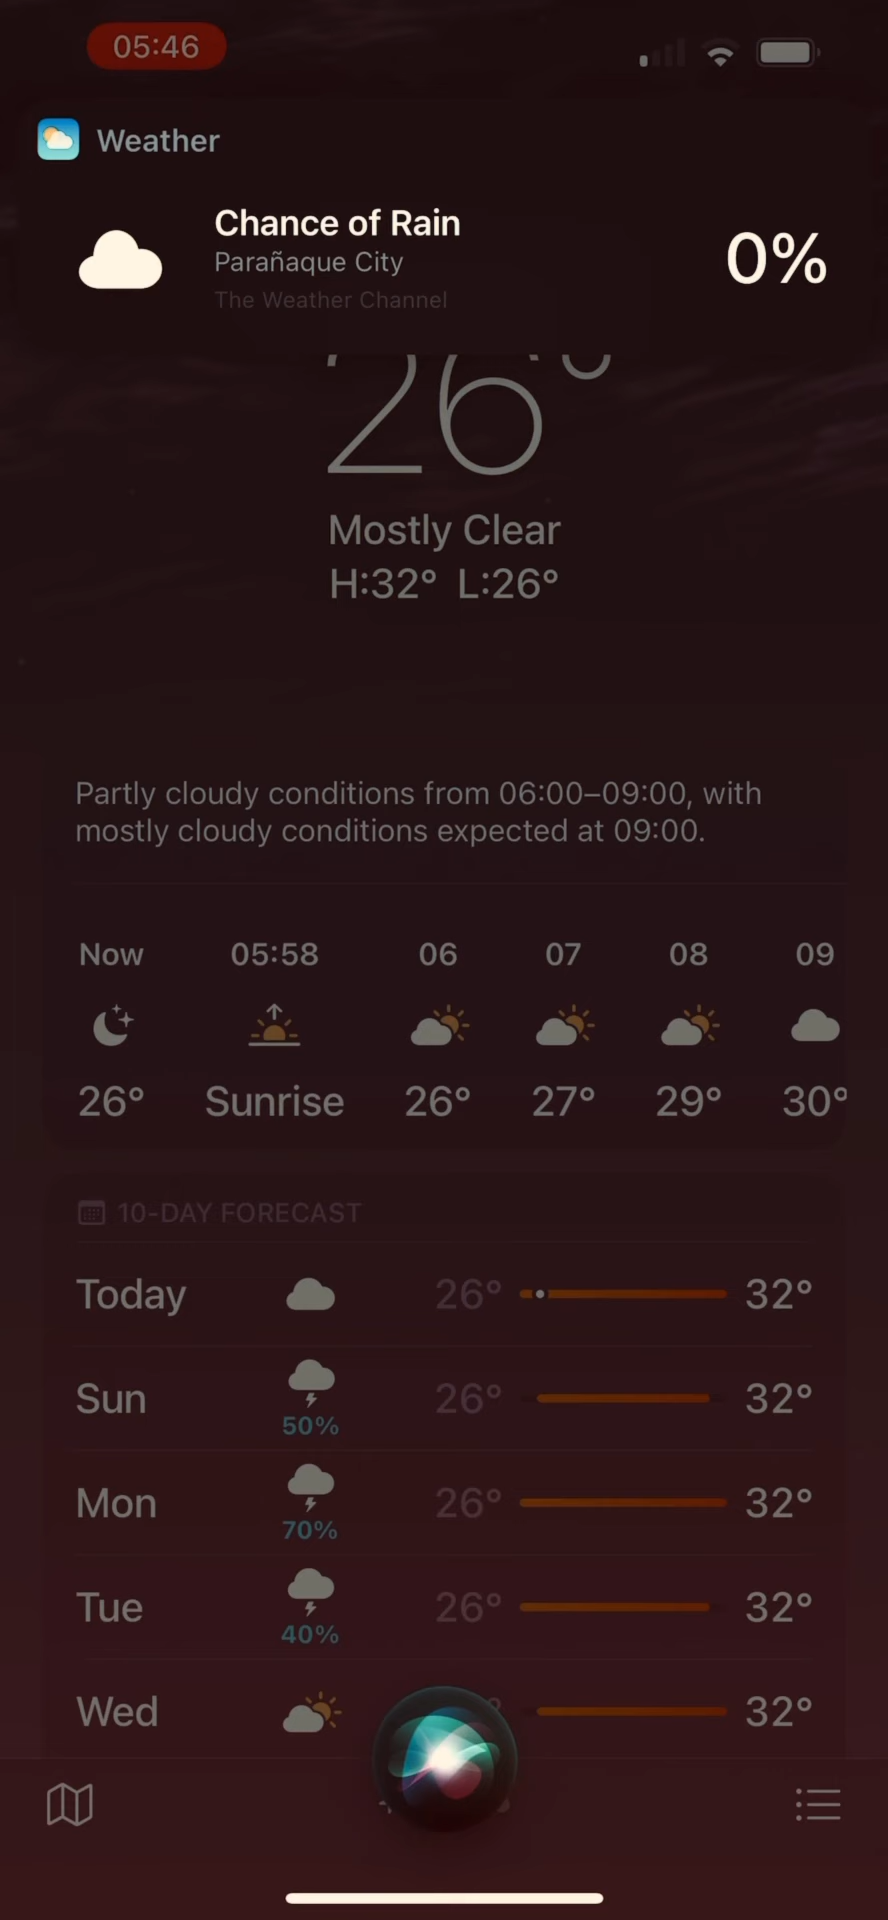 05:46
Weather
Chance of Rain
Parañaque City
The Weather Channel
0%
26°
Mostly Clear
H:32° L:26°
Partly cloudy conditions from 06:00–09:00, with
mostly cloudy conditions expected at 09:00.
Now 05:58 06 07 08 09
26° Sunrise 26° 27° 29° 30°
10-DAY FORECAST
Today 26° 32°
Sun 50% 26° 32°
Mon 70% 26° 32°
Tue 40% 26° 32°
Wed 32°